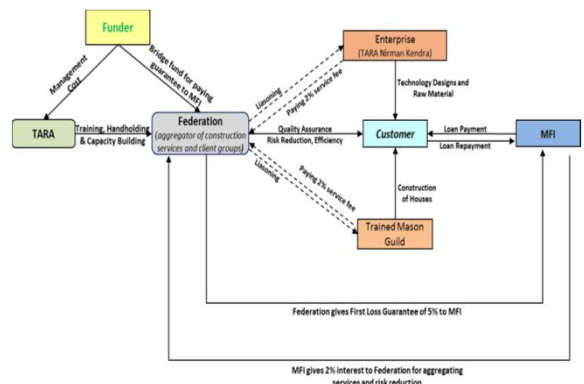 Funder
Enterprise
(TARA Nirman Kendra)
Management
Cost
Bridge fund for paying
guarantee to MFI
Liasoning
Paying 2% service fee
Technology Designs and
Raw Material
TARA
Training, Handholding
& Capacity Building
Federation
(aggregator of construction
services and client groups)
Quality Assurance
Risk Reduction, Efficiency
Customer
Loan Payment
Loan Repayment
MFI
Paying 2% service fee
Liasoning
Construction
of Houses
Trained Mason
Guild
Federation gives First Loss Guarantee of 5% to MFI
MFI gives 2% interest to Federation for aggregating
services and risk reduction